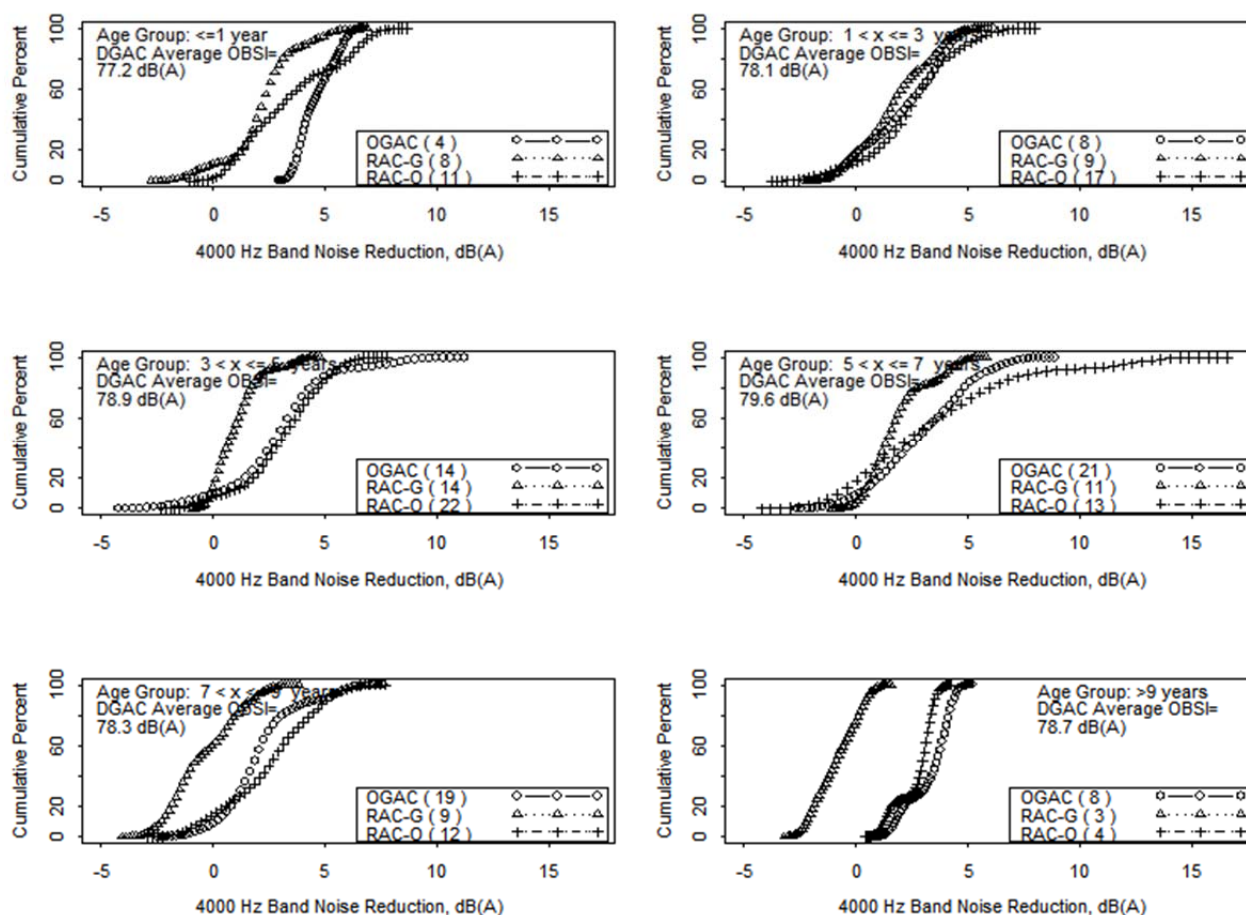 Cumulative Percent
0 20 60 100
Age Group: <=1 year
DGAC Average OBSI=
77.2 dB(A)
OGAC ( 4 )
RAC-G ( 8 )
RAC-O ( 11 )
-5 0 5 10 15
4000 Hz Band Noise Reduction, dB(A)
Cumulative Percent
0 20 60 100
Age Group: 1 < x <= 3 years
DGAC Average OBSI=
78.1 dB(A)
OGAC ( 8 )
RAC-G ( 9 )
RAC-O ( 17 )
-5 0 5 10 15
4000 Hz Band Noise Reduction, dB(A)
Cumulative Percent
0 20 60 100
Age Group: 3 < x <= 5 years
DGAC Average OBSI=
78.9 dB(A)
OGAC ( 14 )
RAC-G ( 14 )
RAC-O ( 22 )
-5 0 5 10 15
4000 Hz Band Noise Reduction, dB(A)
Cumulative Percent
0 20 60 100
Age Group: 5 < x <= 7 years
DGAC Average OBSI=
79.6 dB(A)
OGAC ( 21 )
RAC-G ( 11 )
RAC-O ( 13 )
-5 0 5 10 15
4000 Hz Band Noise Reduction, dB(A)
Cumulative Percent
0 20 60 100
Age Group: 7 < x <= 9 years
DGAC Average OBSI=
78.3 dB(A)
OGAC ( 19 )
RAC-G ( 9 )
RAC-O ( 12 )
-5 0 5 10 15
4000 Hz Band Noise Reduction, dB(A)
Cumulative Percent
0 20 60 100
Age Group: >9 years
DGAC Average OBSI=
78.7 dB(A)
OGAC ( 8 )
RAC-G ( 3 )
RAC-O ( 4 )
-5 0 5 10 15
4000 Hz Band Noise Reduction, dB(A)